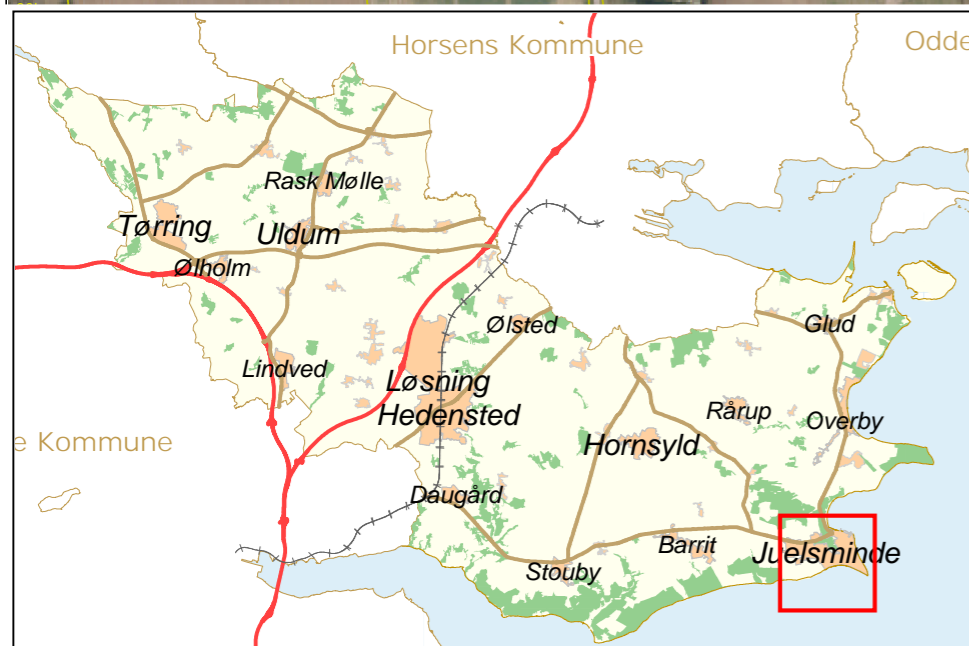 Horsens Kommune
Odde
Rask Mølle
Tørring
Uldum
Ølholm
Ølsted
Glud
Lindved
Løsning
Hedensted
Rårup
Overby
Hornsyld
e Kommune
Daugård
Barrit
Juelsminde
Stouby